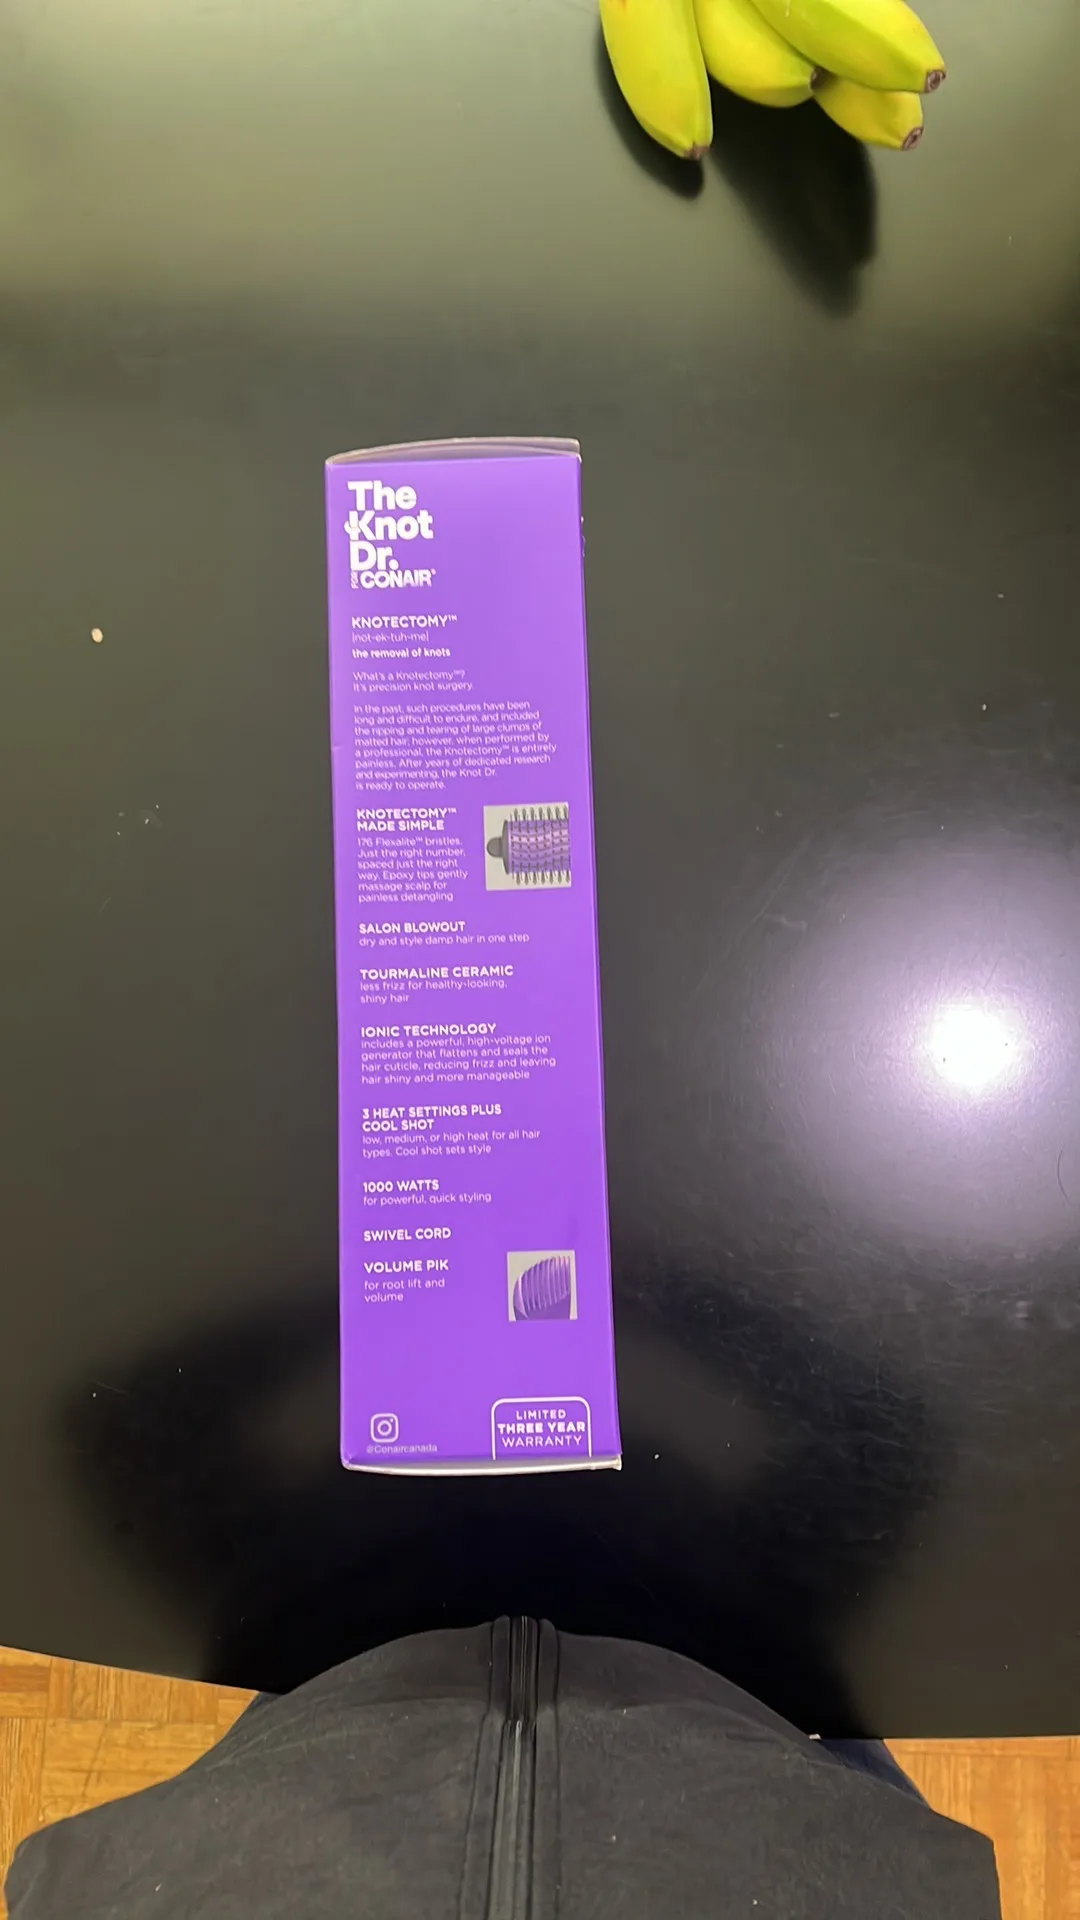 The
Knot
Dr.
FOR CONAIR®
KNOTECTOMY™
|not-ek-tuh-me|
the removal of knots
What's a Knotectomy™?
It's precision knot surgery.
In the past, such procedures have been
long and difficult to endure, and included
the ripping and tearing of large clumps of
matted hair; however, when performed by
a professional, the Knotectomy™ is entirely
painless. After years of dedicated research
and experimenting, the Knot Dr.
is ready to operate.
KNOTECTOMY™
MADE SIMPLE
176 Flexalite™ bristles.
Just the right number,
spaced just the right
way. Epoxy tips gently
massage scalp for
painless detangling
SALON BLOWOUT
dry and style damp hair in one step
TOURMALINE CERAMIC
less frizz for healthy-looking,
shiny hair
IONIC TECHNOLOGY
includes a powerful, high-voltage ion
generator that flattens and seals the
hair cuticle, reducing frizz and leaving
hair shiny and more manageable
3 HEAT SETTINGS PLUS
COOL SHOT
low, medium, or high heat for all hair
types. Cool shot sets style
1000 WATTS
for powerful, quick styling
SWIVEL CORD
VOLUME PIK
for root lift and
volume
@Conaircanada
LIMITED
THREE YEAR
WARRANTY